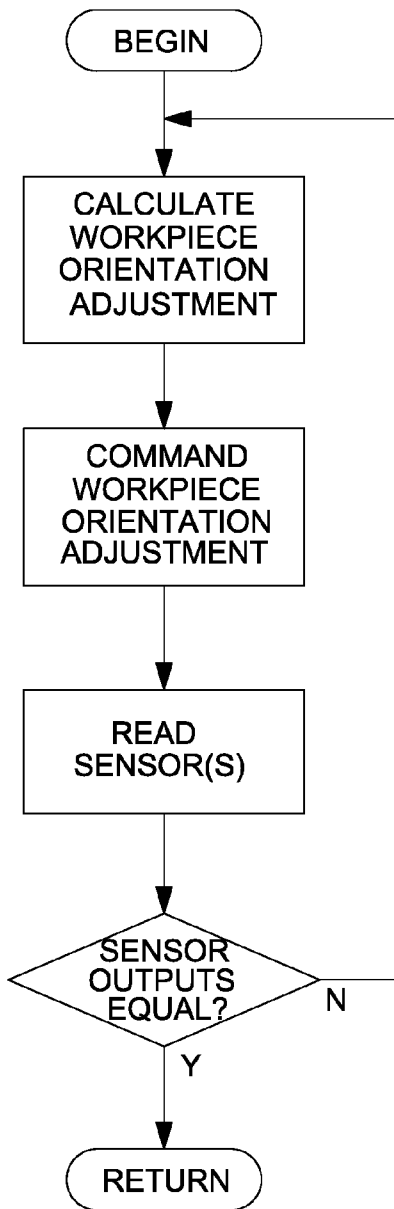 BEGIN
CALCULATE
WORKPIECE
ORIENTATION
ADJUSTMENT
COMMAND
WORKPIECE
ORIENTATION
ADJUSTMENT
READ
SENSOR(S)
SENSOR
OUTPUTS
EQUAL?
N
Y
RETURN